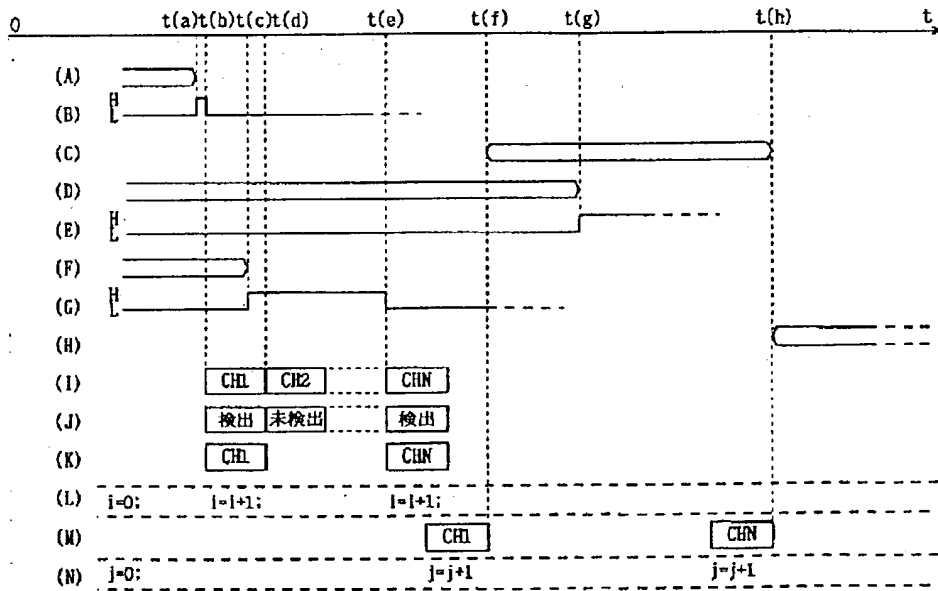 0 t(a)t(b)t(c)t(d) t(e) t(f) t(g) t(h) t
(A)
(B) H L
(C)
(D)
(E) H L
(F)
(G) H L
(H)
(I) CH1 CH2 CHN
(J) 検出 未検出 検出
(K) CH1 CHN
(L) i=0; i=i+1; i=i+1;
(M) CH1 CHN
(N) j=0; j=j+1 j=j+1